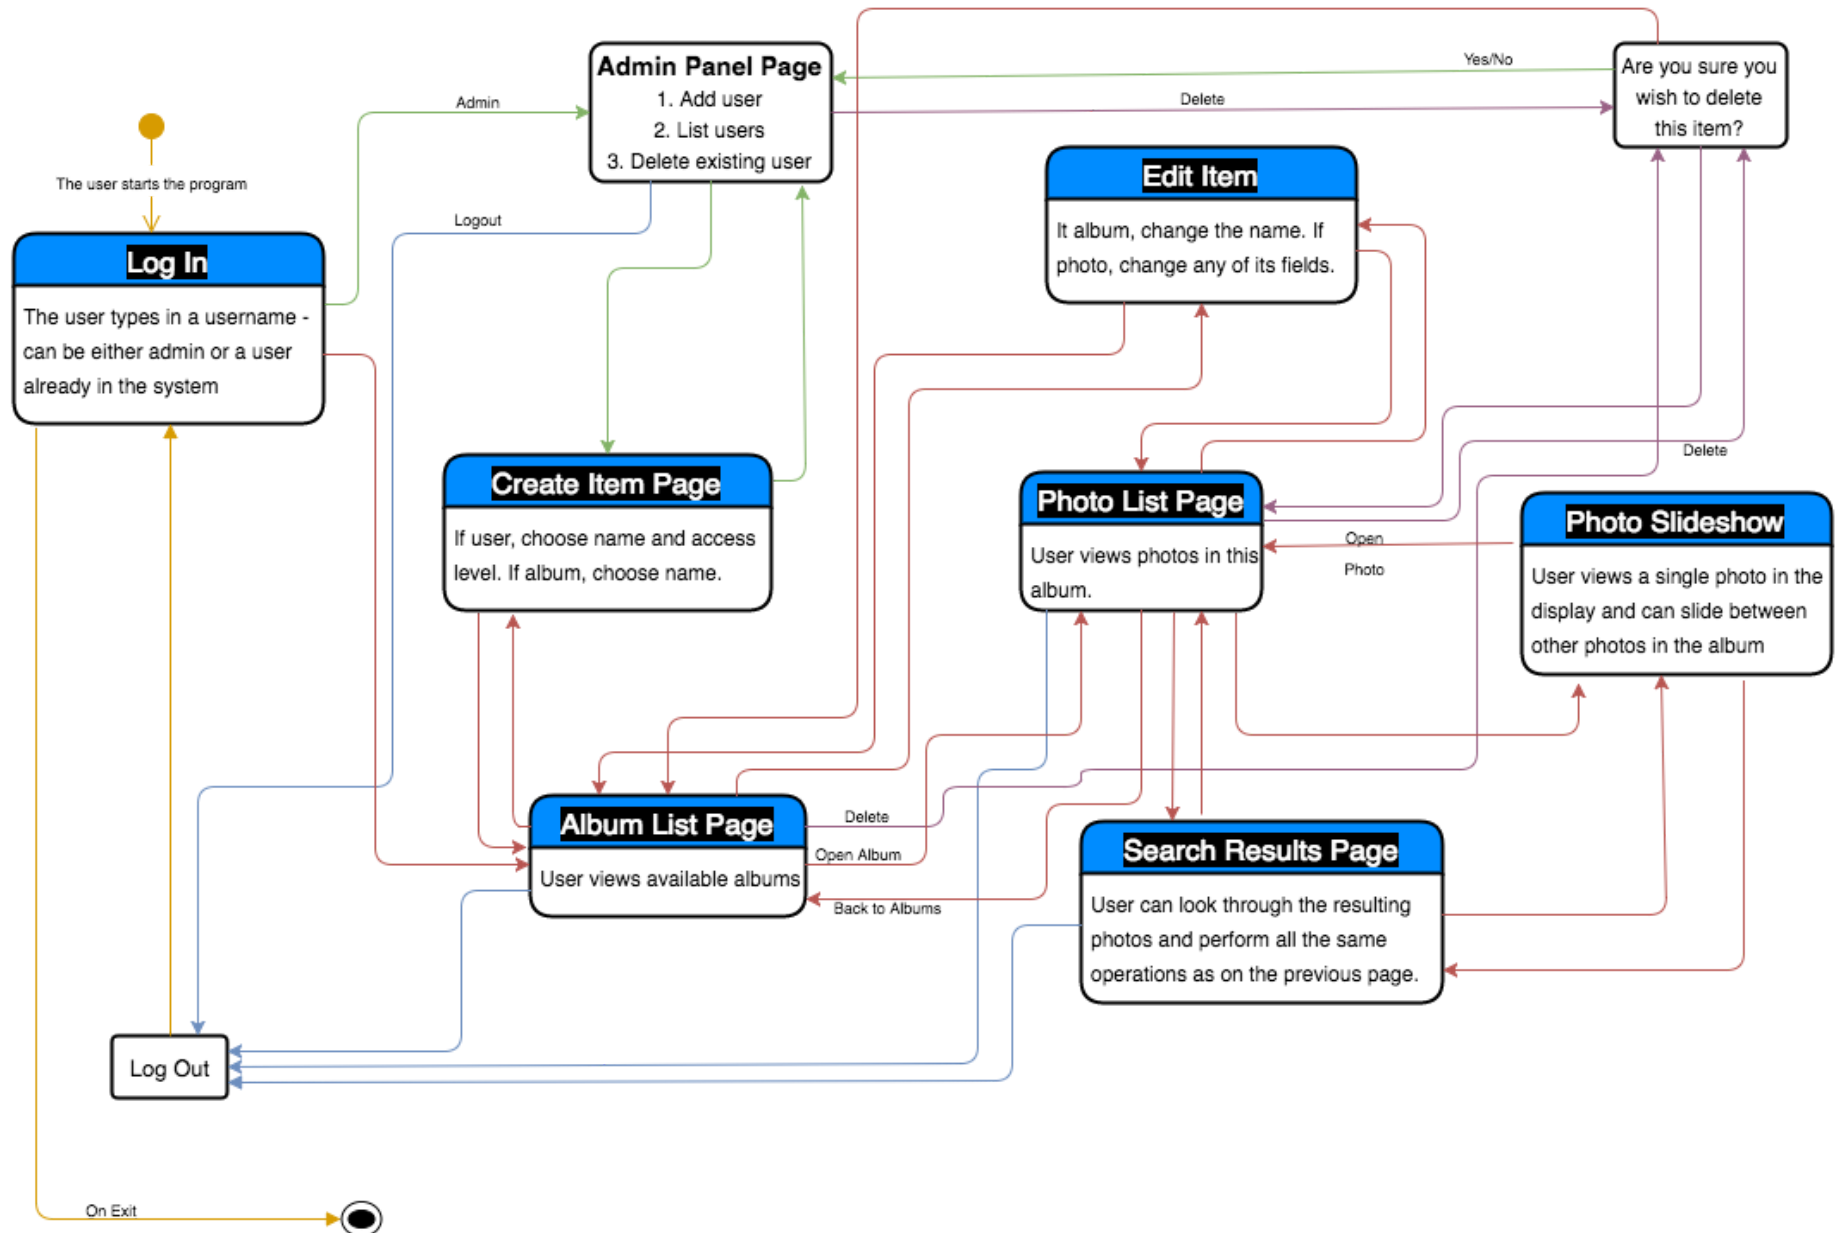 Admin Panel Page
1. Add user
2. List users
3. Delete existing user
Yes/No
Delete
Are you sure you
wish to delete
this item?
Admin
The user starts the program
Logout
Log In
The user types in a username -
can be either admin or a user
already in the system
Edit Item
It album, change the name. If
photo, change any of its fields.
Create Item Page
If user, choose name and access
level. If album, choose name.
Photo List Page
User views photos in this
album.
Delete
Open
Photo
Photo Slideshow
User views a single photo in the
display and can slide between
other photos in the album
Album List Page
User views available albums
Delete
Open Album
Back to Albums
Search Results Page
User can look through the resulting
photos and perform all the same
operations as on the previous page.
Log Out
On Exit